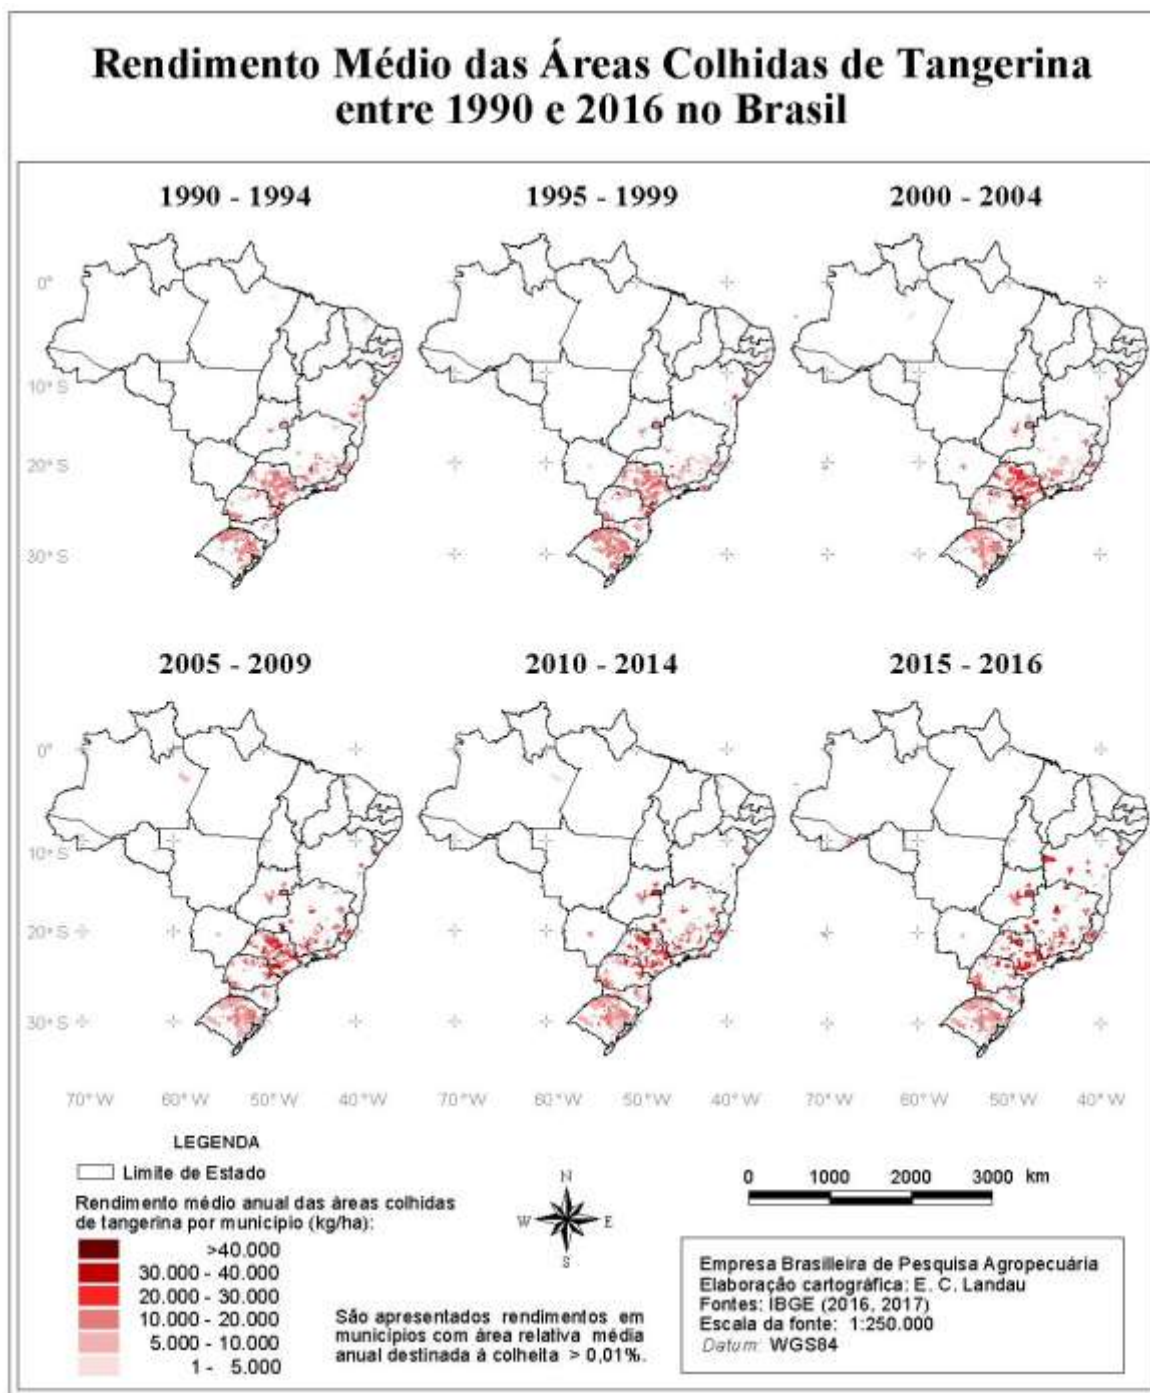 Rendimento Médio das Áreas Colhidas de Tangerina
entre 1990 e 2016 no Brasil
1990 - 1994
1995 - 1999
2000 - 2004
0°
10° S
20° S
30° S
2005 - 2009
2010 - 2014
2015 - 2016
0°
10° S
20° S
30° S
70° W 60° W 50° W 40° W
70° W 60° W 50° W 40° W
70° W 60° W 50° W 40° W
LEGENDA
Limite de Estado
Rendimento médio anual das áreas colhidas
de tangerina por município (kg/ha):
>40.000
30.000 - 40.000
20.000 - 30.000
10.000 - 20.000
5.000 - 10.000
1 - 5.000
N
W E
S
São apresentados rendimentos em
municípios com área relativa média
anual destinada à colheita > 0,01%.
0 1000 2000 3000 km
Empresa Brasilleira de Pesquisa Agropecuária
Elaboração cartográfica: E. C. Landau
Fontes: IBGE (2016, 2017)
Escala da fonte: 1:250.000
Datum: WGS84